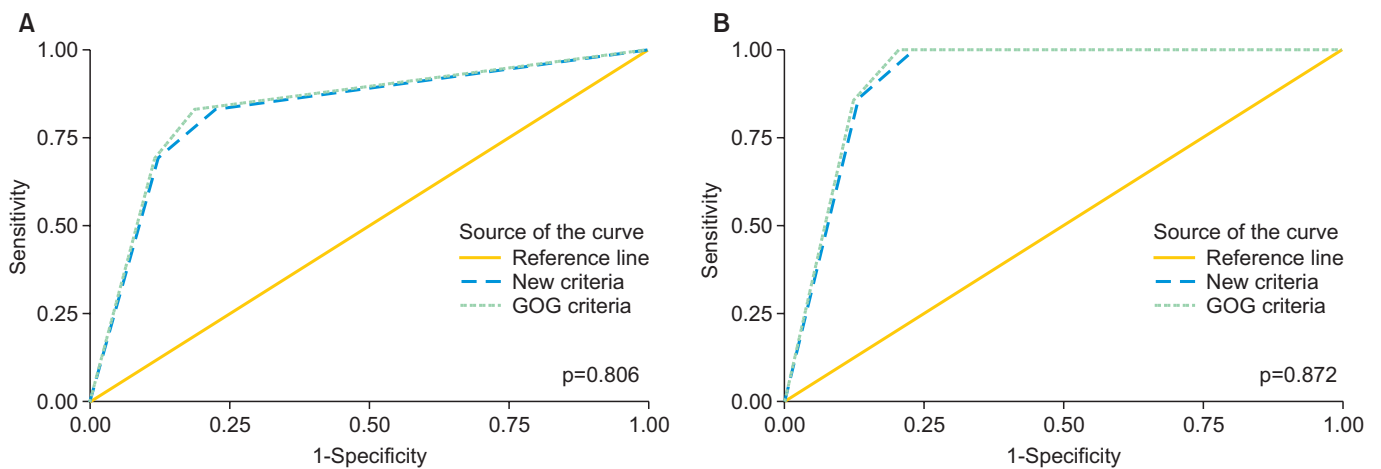 A
1.00
0.75
0.50
0.25
0.00
Sensitivity
0.00
0.25
0.50
0.75
1.00
1-Specificity
Source of the curve
Reference line
New criteria
GOG criteria
p=0.806
B
1.00
0.75
0.50
0.25
0.00
Sensitivity
0.00
0.25
0.50
0.75
1.00
1-Specificity
Source of the curve
Reference line
New criteria
GOG criteria
p=0.872